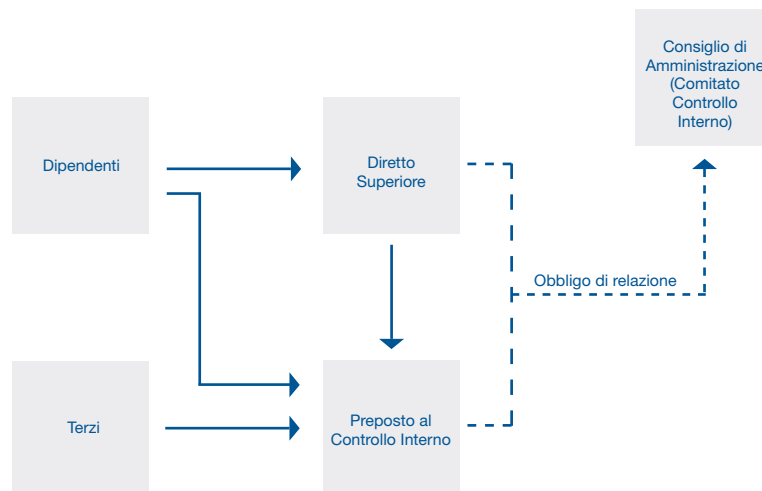 Consiglio di
Amministrazione
(Comitato
Controllo
Interno)
Dipendenti
Diretto
Superiore
Obbligo di relazione
Terzi
Preposto al
Controllo Interno